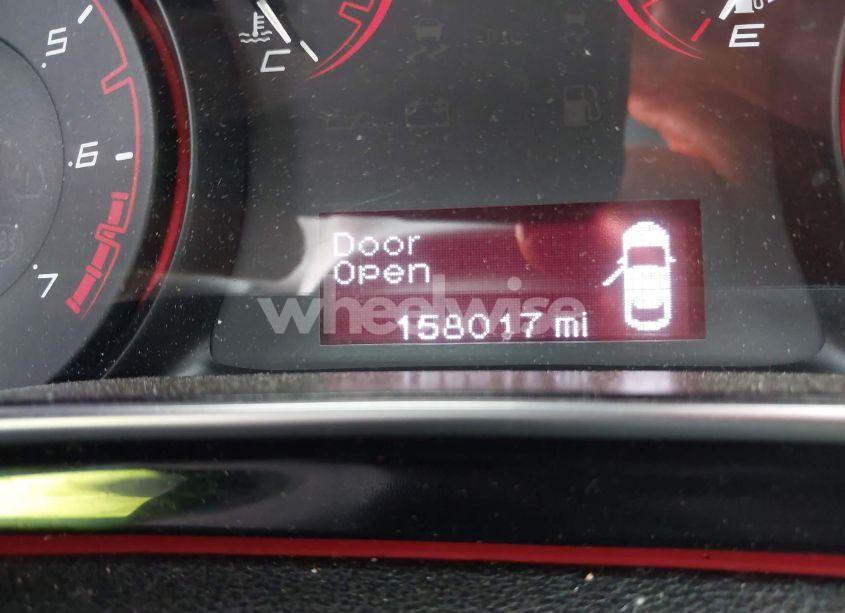 .5
.6
7
C
E
Door
Open
158017 mi
wheelwise